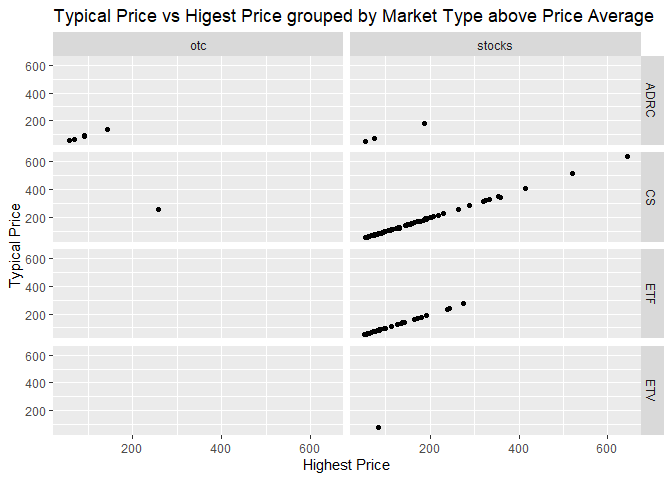 Typical Price vs Higest Price grouped by Market Type above Price Average
otc
stocks
600
400
200
ADRC
600
400
200
CS
600
400
200
ETF
600
400
200
ETV
Typical Price
200
400
600
200
400
600
Highest Price